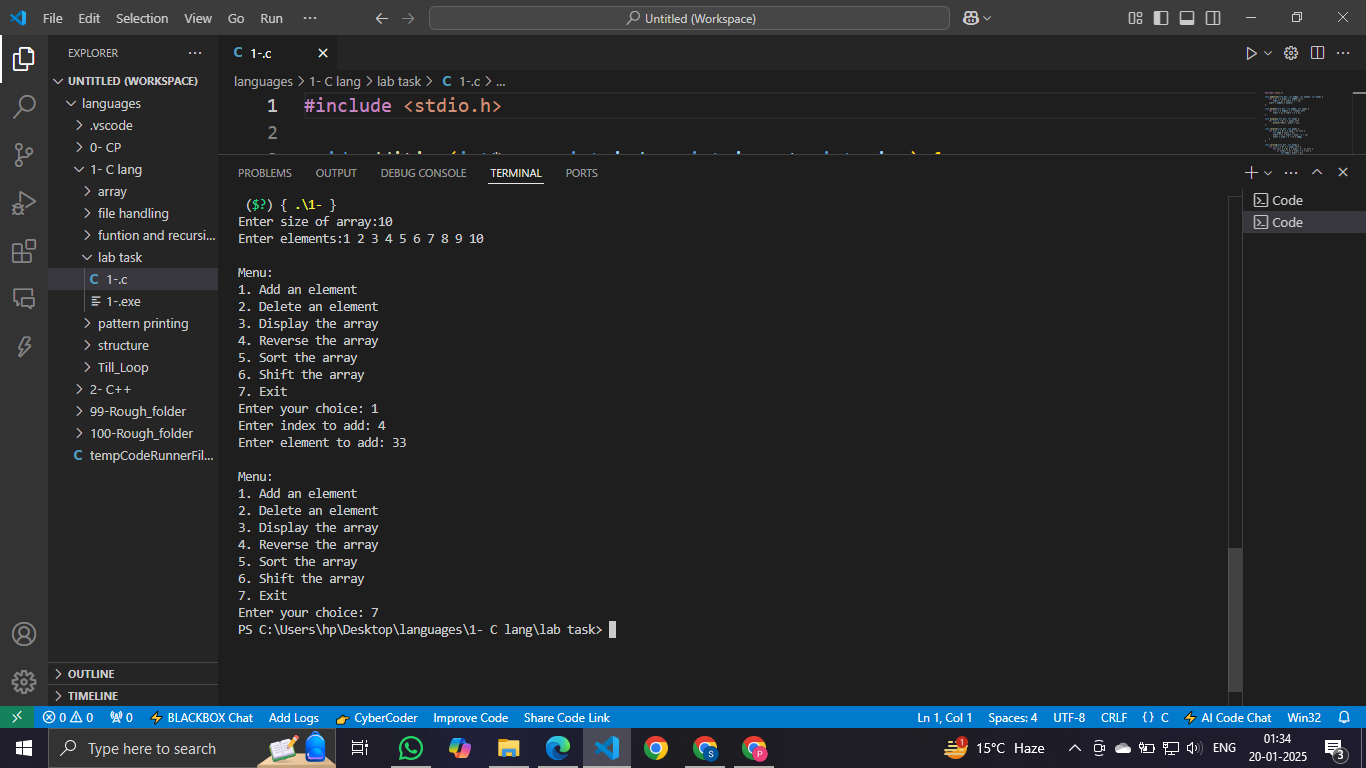 File Edit Selection View Go Run ··· Untitled (Workspace)
EXPLORER ···
UNTITLED (WORKSPACE)
languages
.vscode
0- CP
1- C lang
array
file handling
funtion and recursi...
lab task
C 1-.c
1-.exe
pattern printing
structure
Till_Loop
2- C++
99-Rough_folder
100-Rough_folder
C tempCodeRunnerFil...
OUTLINE
TIMELINE
C 1-.c
languages > 1- C lang > lab task > C 1-.c > ...
1 #include <stdio.h>
2
PROBLEMS OUTPUT DEBUG CONSOLE TERMINAL PORTS
($?) { .\1- }
Enter size of array:10
Enter elements:1 2 3 4 5 6 7 8 9 10
Menu:
1. Add an element
2. Delete an element
3. Display the array
4. Reverse the array
5. Sort the array
6. Shift the array
7. Exit
Enter your choice: 1
Enter index to add: 4
Enter element to add: 33
Menu:
1. Add an element
2. Delete an element
3. Display the array
4. Reverse the array
5. Sort the array
6. Shift the array
7. Exit
Enter your choice: 7
PS C:\Users\hp\Desktop\languages\1- C lang\lab task>
Code
Code
0 0 0 BLACKBOX Chat Add Logs CyberCoder Improve Code Share Code Link Ln 1, Col 1 Spaces: 4 UTF-8 CRLF {} C AI Code Chat Win32
Type here to search 1 15°C Haze ENG 01:34
20-01-2025 3